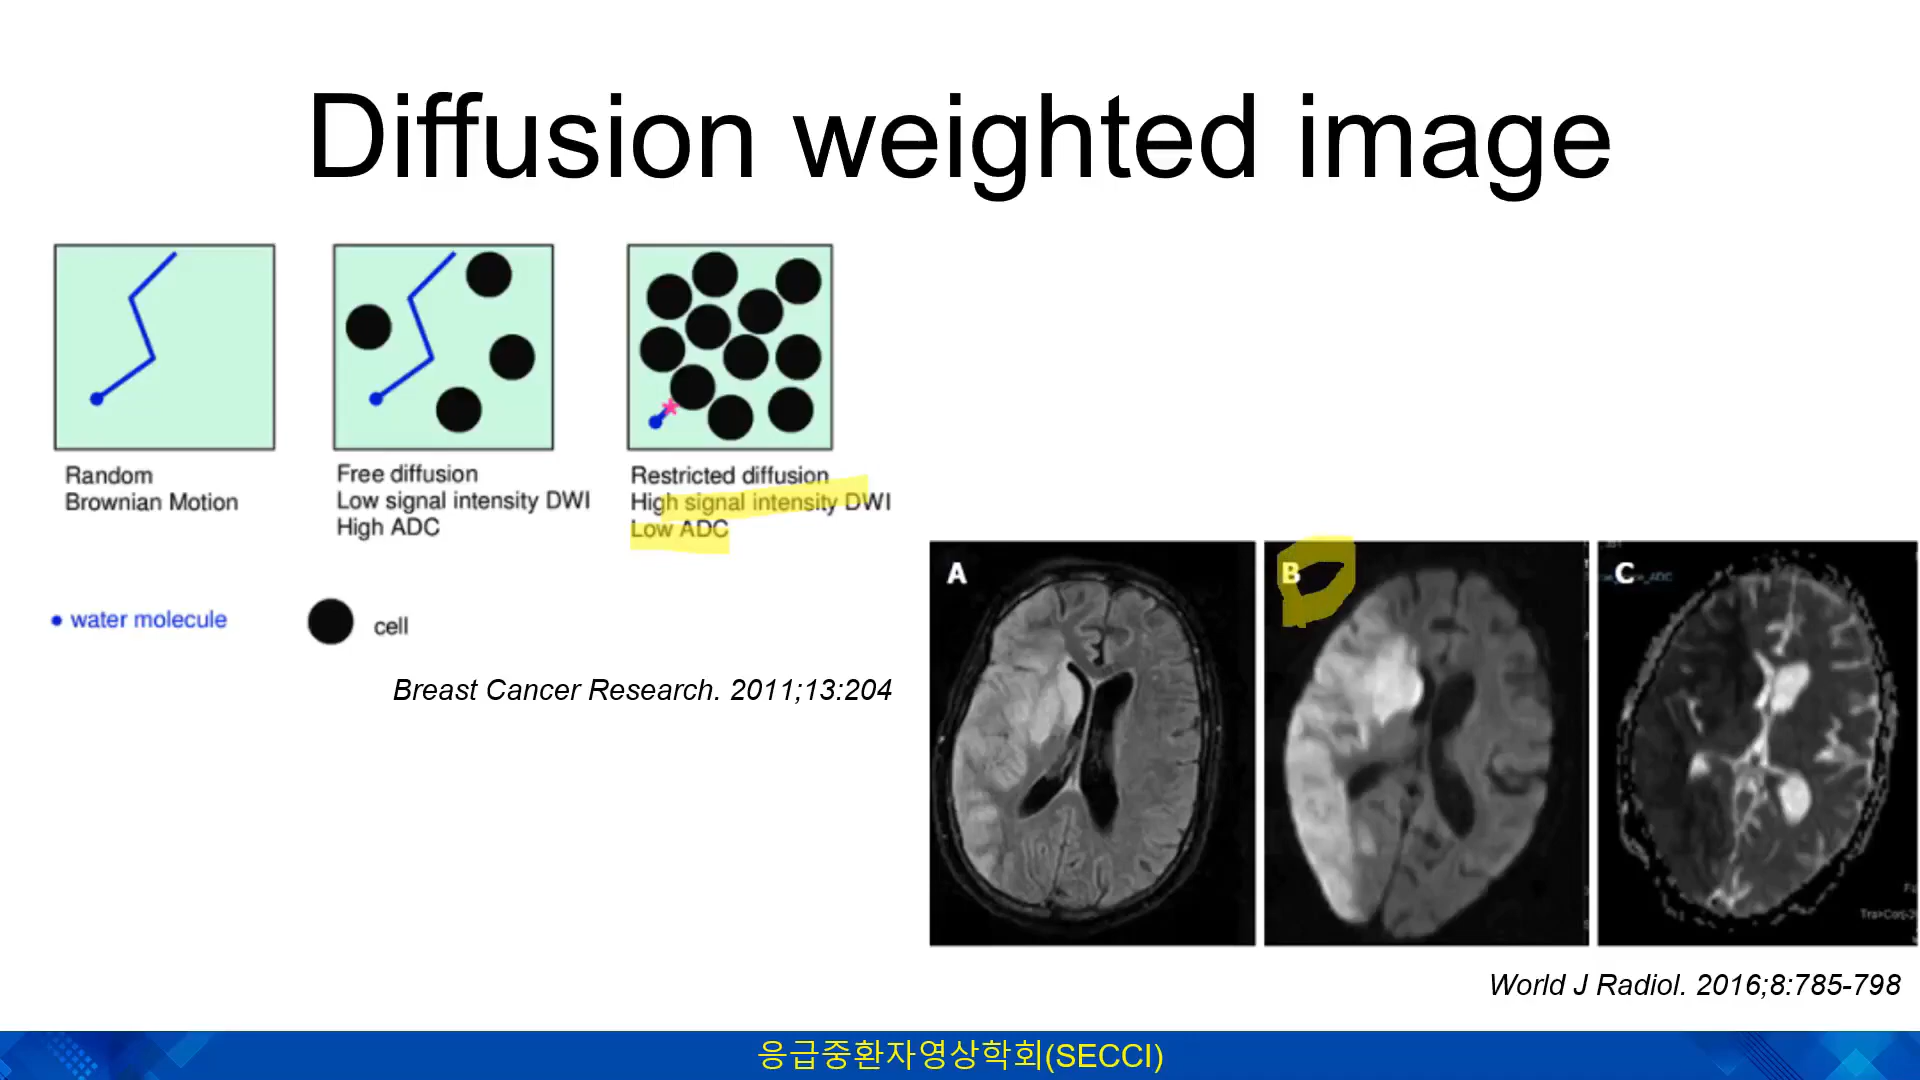 Diffusion weighted image
Random
Brownian Motion
Free diffusion
Low signal intensity DWI
High ADC
Restricted diffusion
High signal intensity DWI
Low ADC
water molecule
cell
Breast Cancer Research. 2011;13:204
A
B
C
World J Radiol. 2016;8:785-798
응급중환자영상학회(SECCI)